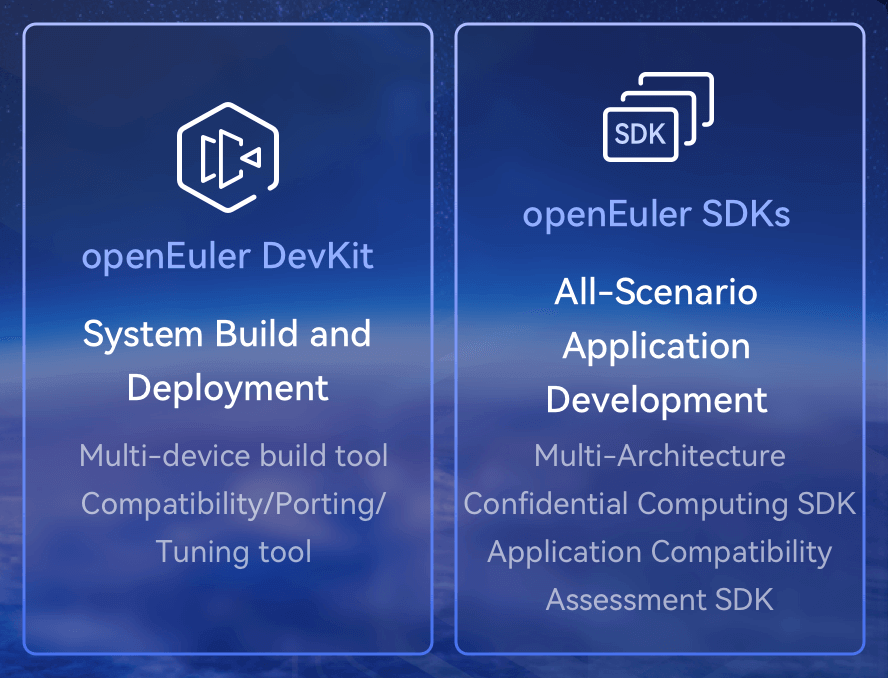 openEuler DevKit
System Build and
Deployment
Multi-device build tool
Compatibility/Porting/
Tuning tool
SDK
openEuler SDKs
All-Scenario
Application
Development
Multi-Architecture
Confidential Computing SDK
Application Compatibility
Assessment SDK